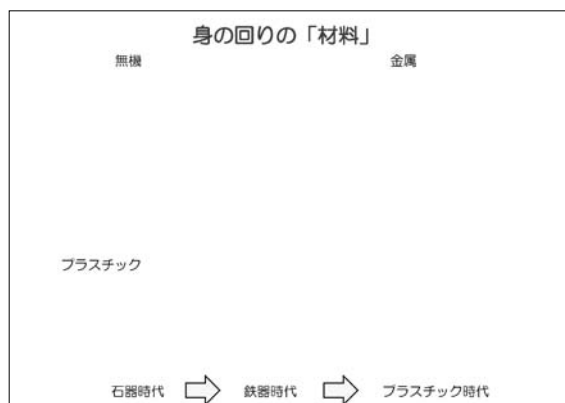 身の回りの「材料」
無機 金属
プラスチック
石器時代 鉄器時代 プラスチック時代